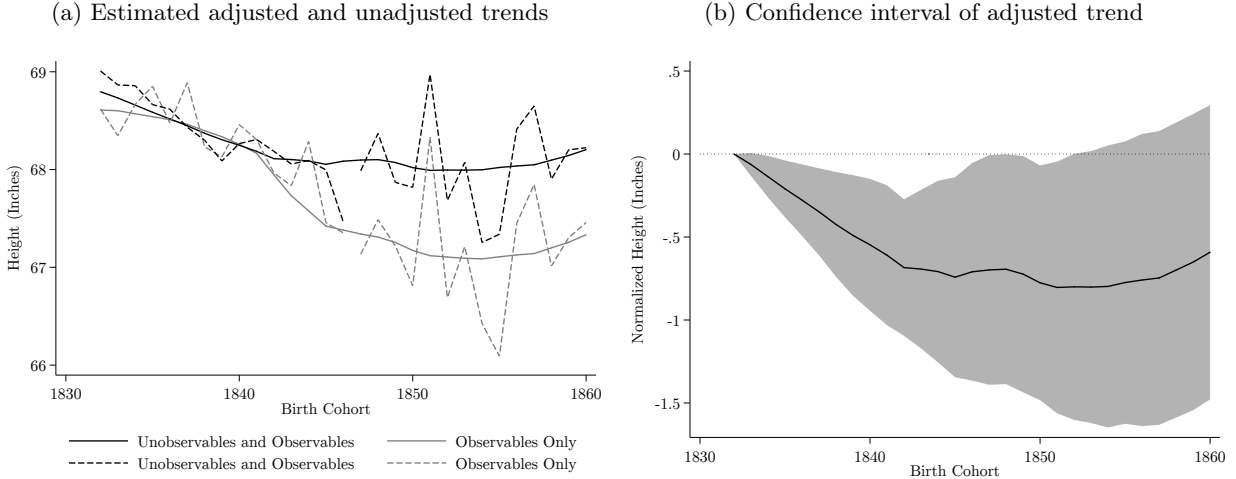 (a) Estimated adjusted and unadjusted trends
69
68
67
66
Height (Inches)
1830
1840
1850
1860
Birth Cohort
Unobservables and Observables
Observables Only
Unobservables and Observables
Observables Only
(b) Confidence interval of adjusted trend
.5
0
-.5
-1
-1.5
Normalized Height (Inches)
1830
1840
1850
1860
Birth Cohort